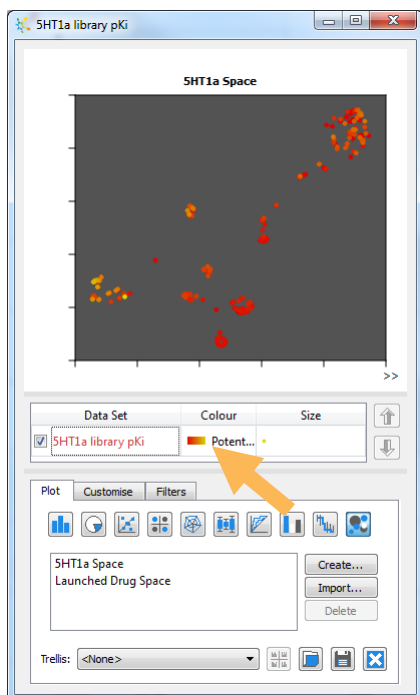 5HT1a library pKi
5HT1a Space
>>
Data Set Colour Size
5HT1a library pKi Potent...
Plot Customise Filters
5HT1a Space
Launched Drug Space
Create...
Import...
Delete
Trellis: <None>